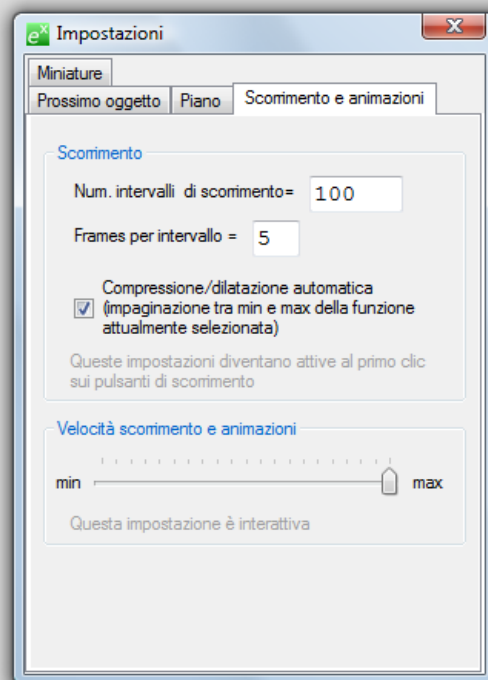 eˣ Impostazioni
Miniature
Prossimo oggetto Piano Scorrimento e animazioni
Scorrimento
Num. intervalli di scorrimento= 100
Frames per intervallo = 5
Compressione/dilatazione automatica
(impaginazione tra min e max della funzione
attualmente selezionata)
Queste impostazioni diventano attive al primo clic
sui pulsanti di scorrimento
Velocità scorrimento e animazioni
min max
Questa impostazione è interattiva